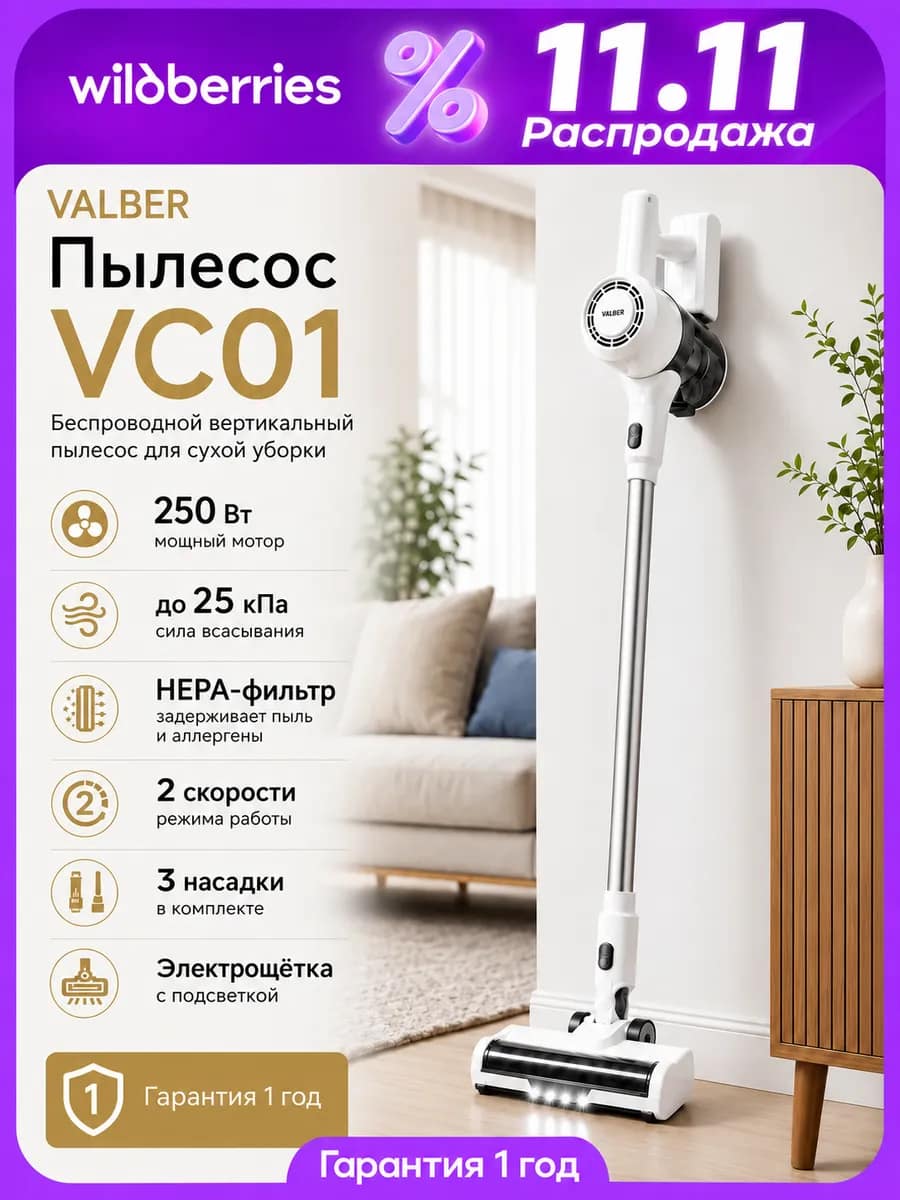 wildberries
%
11.11
Распродажа
VALBER
Пылесос
VC01
Беспроводной вертикальный
пылесос для сухой уборки
250 Вт
мощный мотор
до 25 кПа
сила всасывания
HEPA-фильтр
задерживает пыль
и аллергены
2
2 скорости
режима работы
3 насадки
в комплекте
Электрощётка
с подсветкой
1
Гарантия 1 год
VALBER
Гарантия 1 год